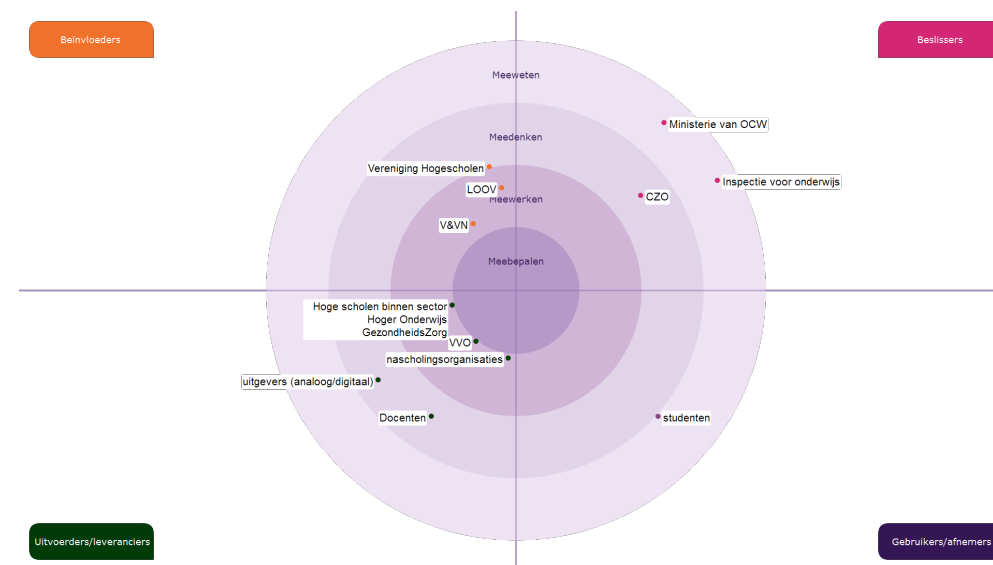 Beïnvloeders
Beslissers
Meeweten
Ministerie van OCW
Meedenken
Vereniging Hogescholen
Inspectie voor onderwijs
LOOV
CZO
Meewerken
V&VN
Meebepalen
Hoge scholen binnen sector
Hoger Onderwijs
GezondheidsZorg
VVO
nascholingsorganisaties
uitgevers (analoog/digitaal)
Docenten
studenten
Uitvoerders/leveranciers
Gebruikers/afnemers